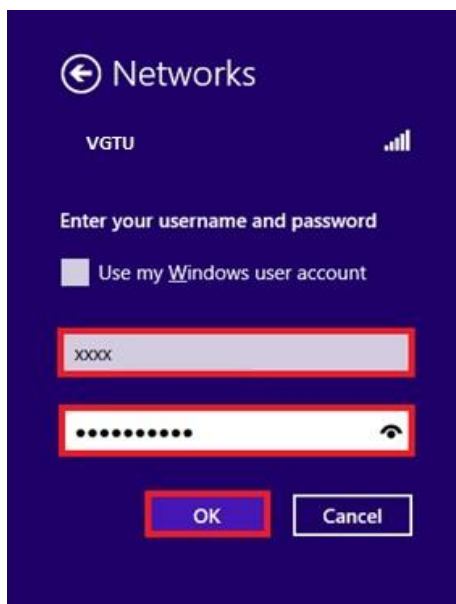 Networks
VGTU
Enter your username and password
Use my Windows user account
xxxx
••••••••••
OK
Cancel